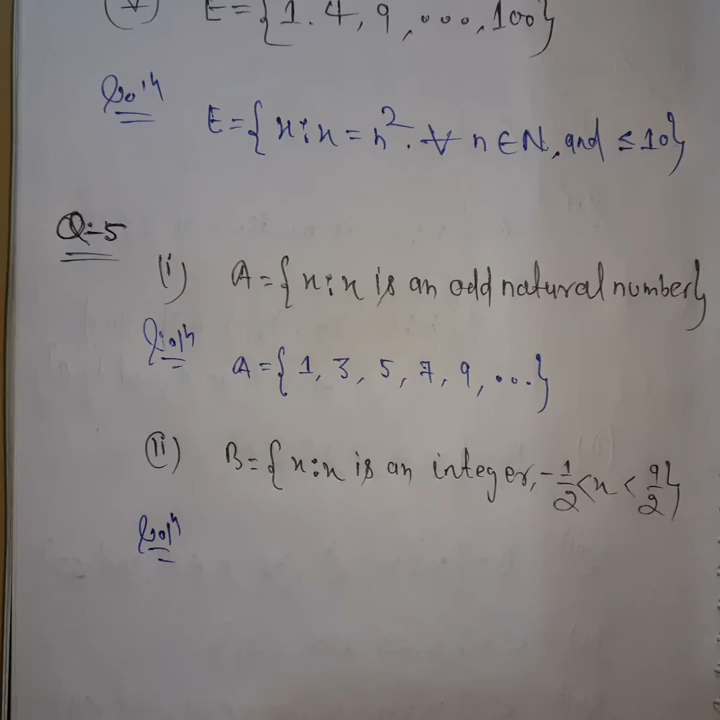 (v) E={1.4,9,...,100}
Sol'n
E={x:x=n². ∀ n∈N, and ≤10}
Q-5
(i) A={x:x is an odd natural number}
Sol'n
A={1,3,5,7,9,...}
(ii) B={x:x is an integer,-1/2<x<9/2}
Sol'n